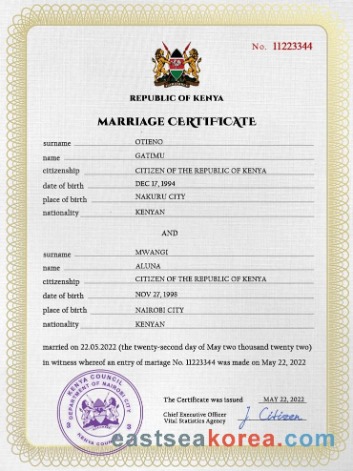 No. 11223344
REPUBLIC OF KENYA
MARRIAGE CERTIFICATE
surname OTIENO
name GATIMU
citizenship CITIZEN OF THE REPUBLIC OF KENYA
date of birth DEC 17, 1994
place of birth NAKURU CITY
nationality KENYAN
AND
surname MWANGI
name ALUNA
citizenship CITIZEN OF THE REPUBLIC OF KENYA
date of birth NOV 27, 1998
place of birth NAIROBI CITY
nationality KENYAN
married on 22.05.2022 (the twenty-second day of May two thousand twenty two)
in witness whereof an entry of marriage No. 11223344 was made on May 22, 2022
KENYA COUNCIL
DEPARTMENT OF NAIROBI CITY
KENYA COUNCIL
The Certificate was issued MAY 22, 2022
Chief Executive Officer
Vital Statistics Agency
J. Citizen
eastseakorea.com